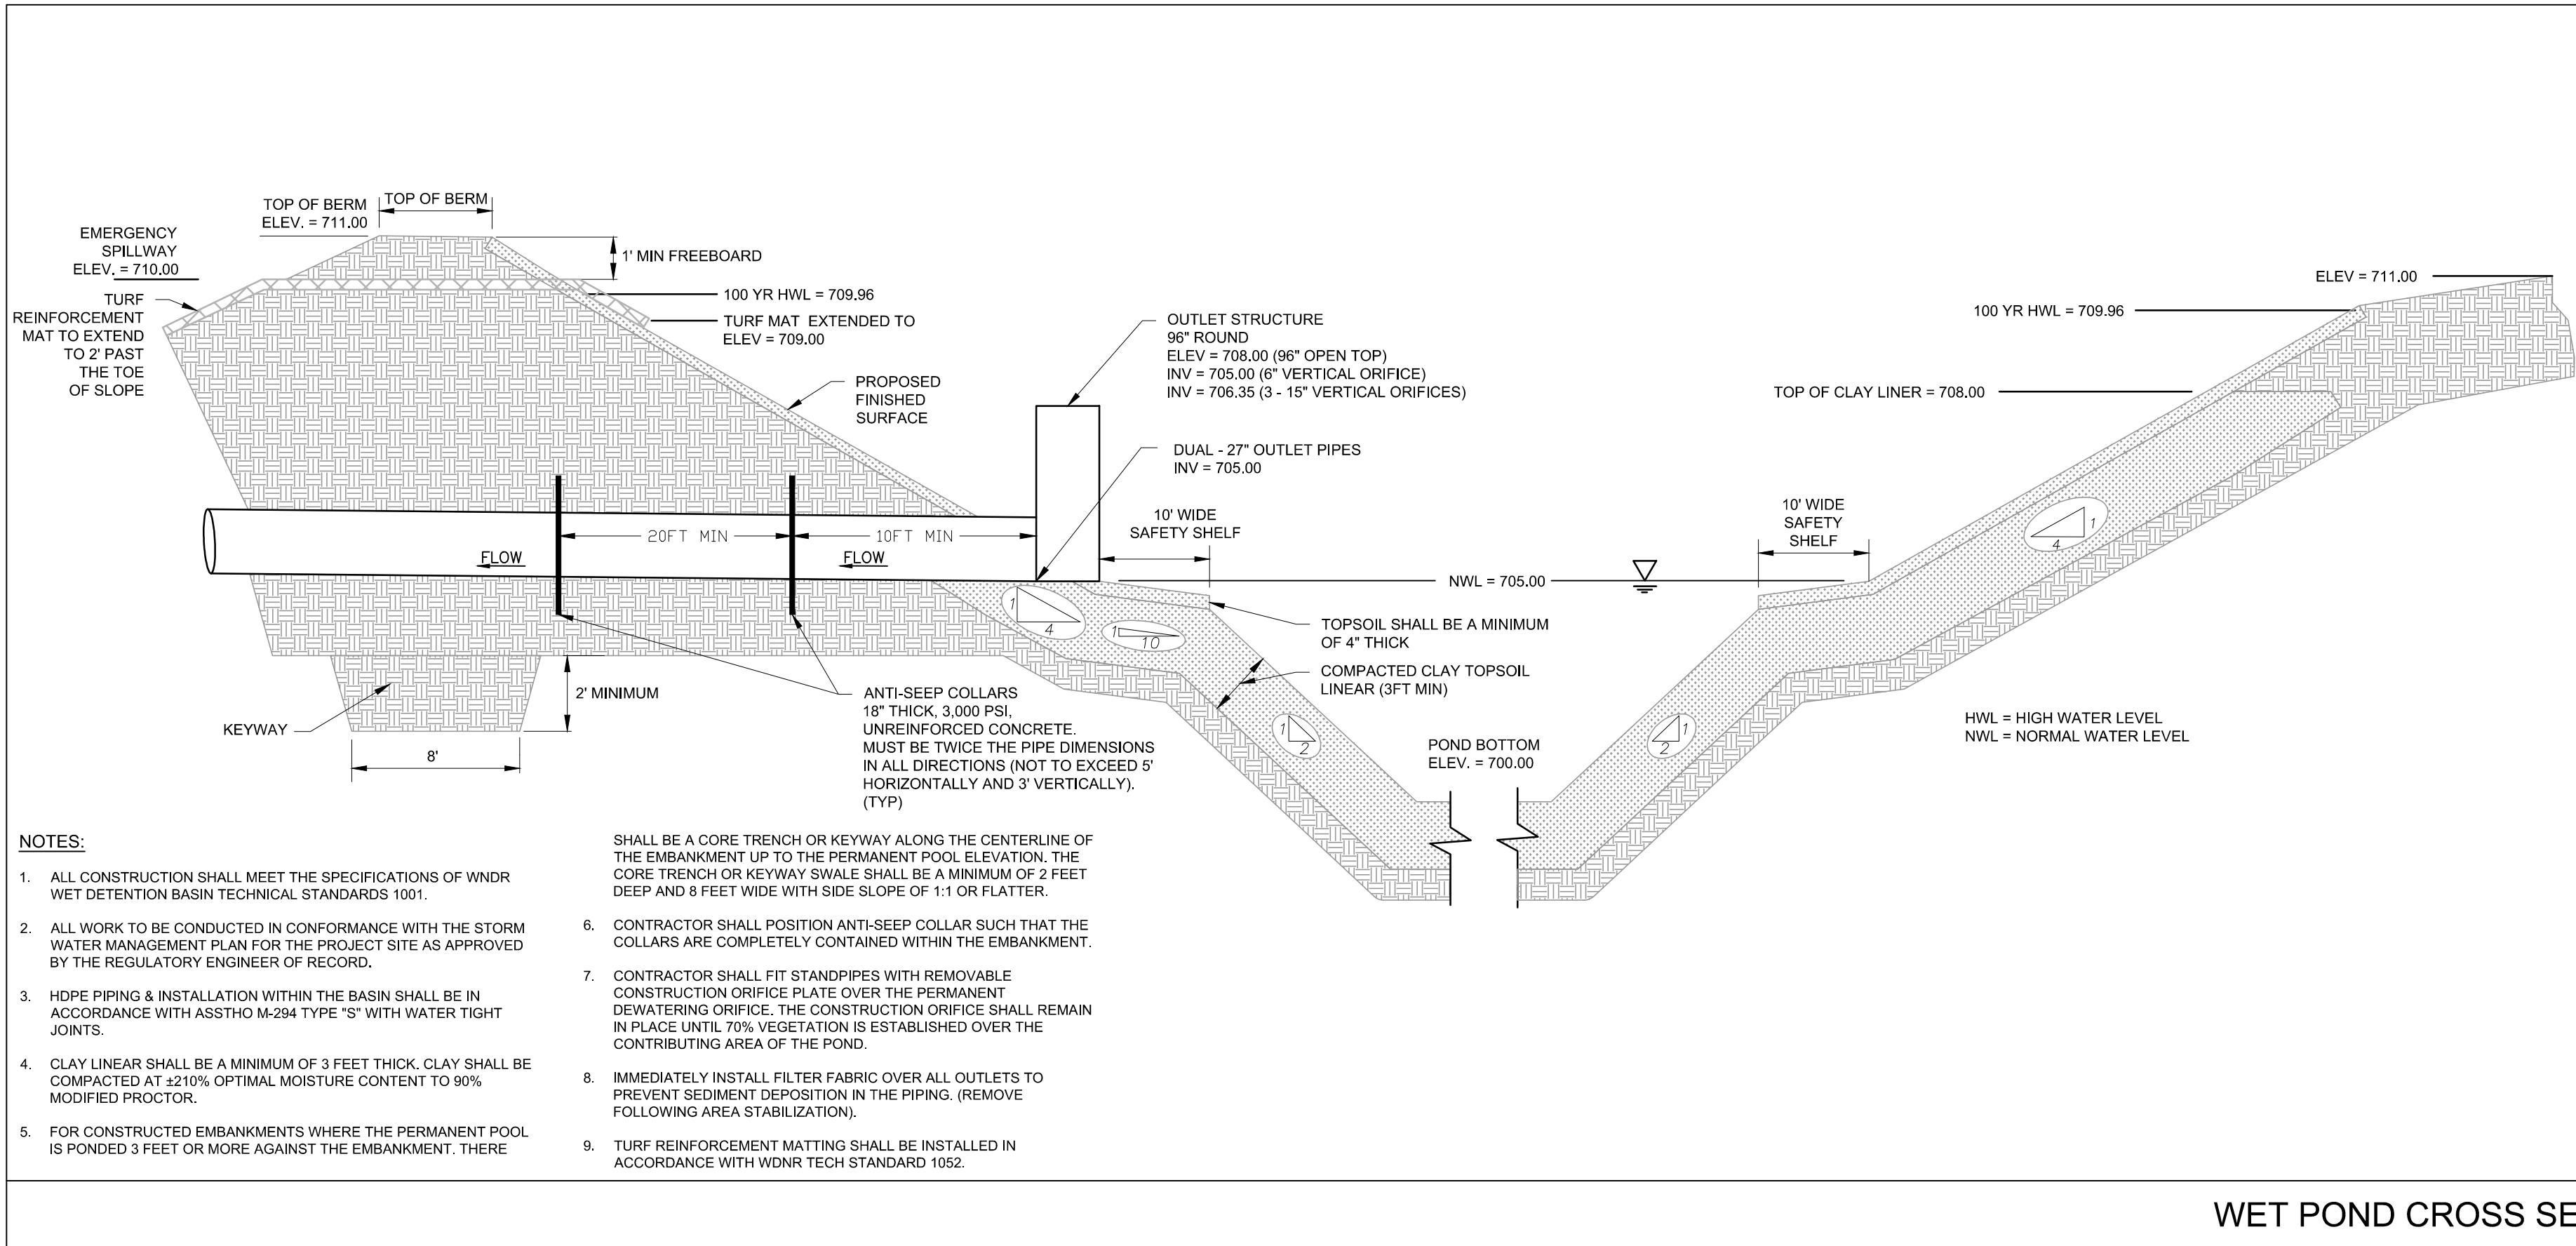 TOP OF BERM
ELEV. = 711.00
TOP OF BERM
EMERGENCY
SPILLWAY
ELEV. = 710.00
TURF
REINFORCEMENT
MAT TO EXTEND
TO 2' PAST
THE TOE
OF SLOPE
1' MIN FREEBOARD
100 YR HWL = 709.96
TURF MAT EXTENDED TO
ELEV = 709.00
PROPOSED
FINISHED
SURFACE
OUTLET STRUCTURE
96" ROUND
ELEV = 708.00 (96" OPEN TOP)
INV = 705.00 (6" VERTICAL ORIFICE)
INV = 706.35 (3 - 15" VERTICAL ORIFICES)
DUAL - 27" OUTLET PIPES
INV = 705.00
10' WIDE
SAFETY SHELF
20FT MIN
10FT MIN
FLOW
FLOW
NWL = 705.00
1
4
1
10
TOPSOIL SHALL BE A MINIMUM
OF 4" THICK
COMPACTED CLAY TOPSOIL
LINEAR (3FT MIN)
1
2
POND BOTTOM
ELEV. = 700.00
2' MINIMUM
KEYWAY
8'
ANTI-SEEP COLLARS
18" THICK, 3,000 PSI,
UNREINFORCED CONCRETE.
MUST BE TWICE THE PIPE DIMENSIONS
IN ALL DIRECTIONS (NOT TO EXCEED 5'
HORIZONTALLY AND 3' VERTICALLY).
(TYP)
ELEV = 711.00
100 YR HWL = 709.96
TOP OF CLAY LINER = 708.00
10' WIDE
SAFETY
SHELF
1
4
1
2
HWL = HIGH WATER LEVEL
NWL = NORMAL WATER LEVEL
NOTES:
1. ALL CONSTRUCTION SHALL MEET THE SPECIFICATIONS OF WNDR
WET DETENTION BASIN TECHNICAL STANDARDS 1001.
2. ALL WORK TO BE CONDUCTED IN CONFORMANCE WITH THE STORM
WATER MANAGEMENT PLAN FOR THE PROJECT SITE AS APPROVED
BY THE REGULATORY ENGINEER OF RECORD.
3. HDPE PIPING & INSTALLATION WITHIN THE BASIN SHALL BE IN
ACCORDANCE WITH ASSTHO M-294 TYPE "S" WITH WATER TIGHT
JOINTS.
4. CLAY LINEAR SHALL BE A MINIMUM OF 3 FEET THICK. CLAY SHALL BE
COMPACTED AT ±210% OPTIMAL MOISTURE CONTENT TO 90%
MODIFIED PROCTOR.
5. FOR CONSTRUCTED EMBANKMENTS WHERE THE PERMANENT POOL
IS PONDED 3 FEET OR MORE AGAINST THE EMBANKMENT. THERE
SHALL BE A CORE TRENCH OR KEYWAY ALONG THE CENTERLINE OF
THE EMBANKMENT UP TO THE PERMANENT POOL ELEVATION. THE
CORE TRENCH OR KEYWAY SWALE SHALL BE A MINIMUM OF 2 FEET
DEEP AND 8 FEET WIDE WITH SIDE SLOPE OF 1:1 OR FLATTER.
6. CONTRACTOR SHALL POSITION ANTI-SEEP COLLAR SUCH THAT THE
COLLARS ARE COMPLETELY CONTAINED WITHIN THE EMBANKMENT.
7. CONTRACTOR SHALL FIT STANDPIPES WITH REMOVABLE
CONSTRUCTION ORIFICE PLATE OVER THE PERMANENT
DEWATERING ORIFICE. THE CONSTRUCTION ORIFICE SHALL REMAIN
IN PLACE UNTIL 70% VEGETATION IS ESTABLISHED OVER THE
CONTRIBUTING AREA OF THE POND.
8. IMMEDIATELY INSTALL FILTER FABRIC OVER ALL OUTLETS TO
PREVENT SEDIMENT DEPOSITION IN THE PIPING. (REMOVE
FOLLOWING AREA STABILIZATION).
9. TURF REINFORCEMENT MATTING SHALL BE INSTALLED IN
ACCORDANCE WITH WDNR TECH STANDARD 1052.
WET POND CROSS SE